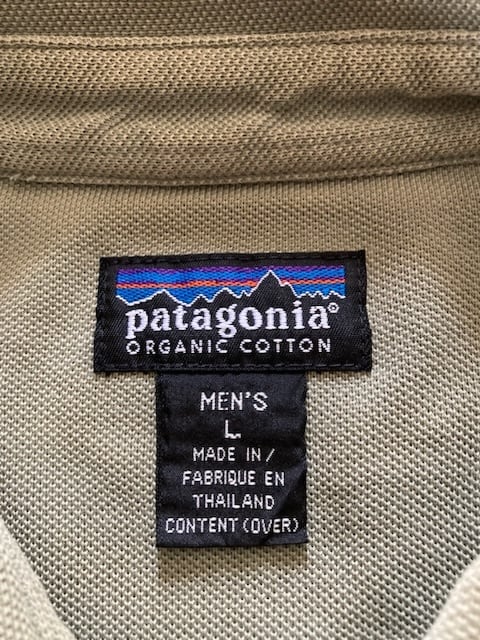 patagonia®
ORGANIC COTTON
MEN'S
L
MADE IN/
FABRIQUE EN
THAILAND
CONTENT (OVER)